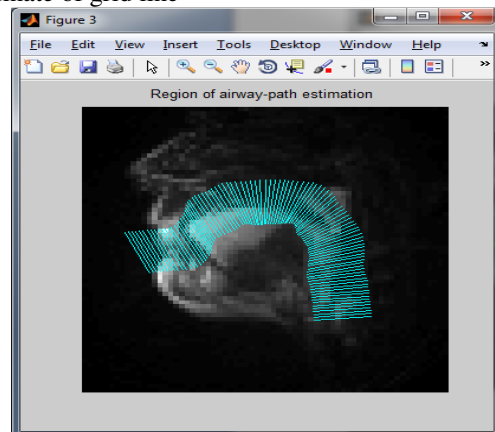 Figure 3
File Edit View Insert Tools Desktop Window Help
Region of airway-path estimation